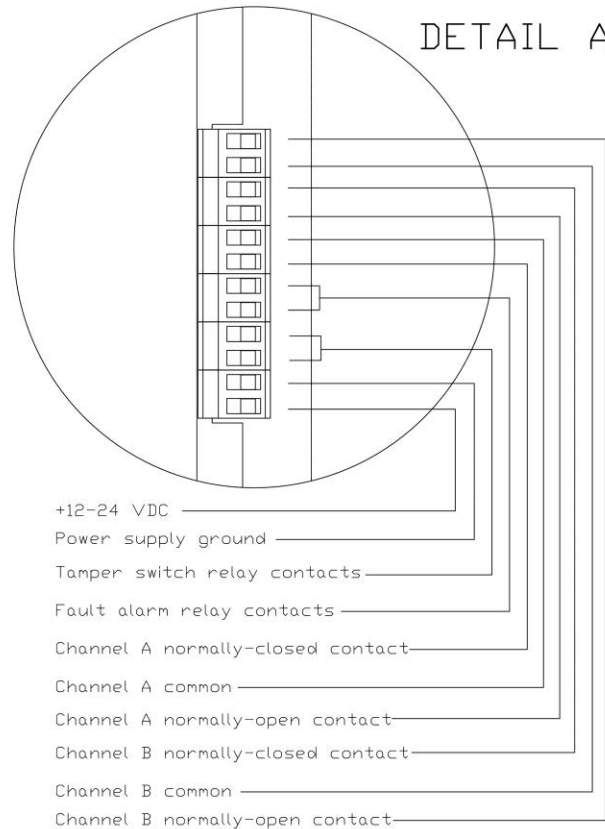 DETAIL A
+12-24 VDC
Power supply ground
Tamper switch relay contacts
Fault alarm relay contacts
Channel A normally-closed contact
Channel A common
Channel A normally-open contact
Channel B normally-closed contact
Channel B common
Channel B normally-open contact